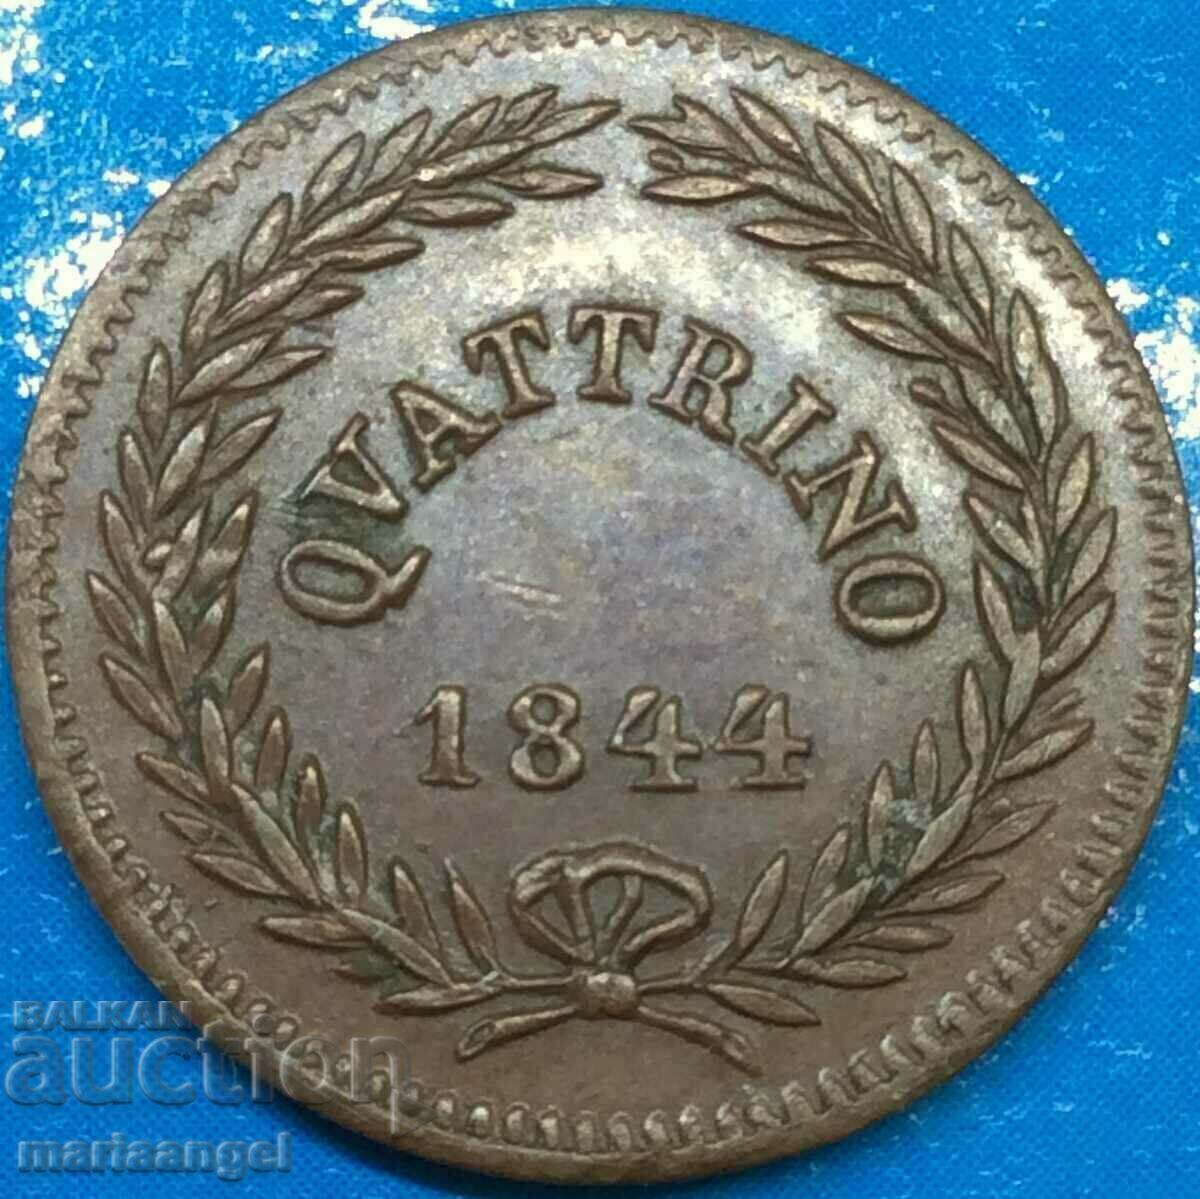 QVATTRINO
1844
BALKAN
auction
mariaangel